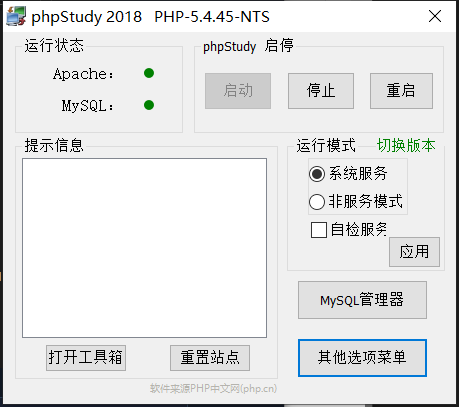 phpStudy 2018 PHP-5.4.45-NTS
运行状态
Apache:
MySQL:
phpStudy 启停
启动 停止 重启
提示信息
运行模式 切换版本
系统服务
非服务模式
自检服务
应用
MySQL管理器
打开工具箱 重置站点
其他选项菜单
软件来源PHP中文网(php.cn)